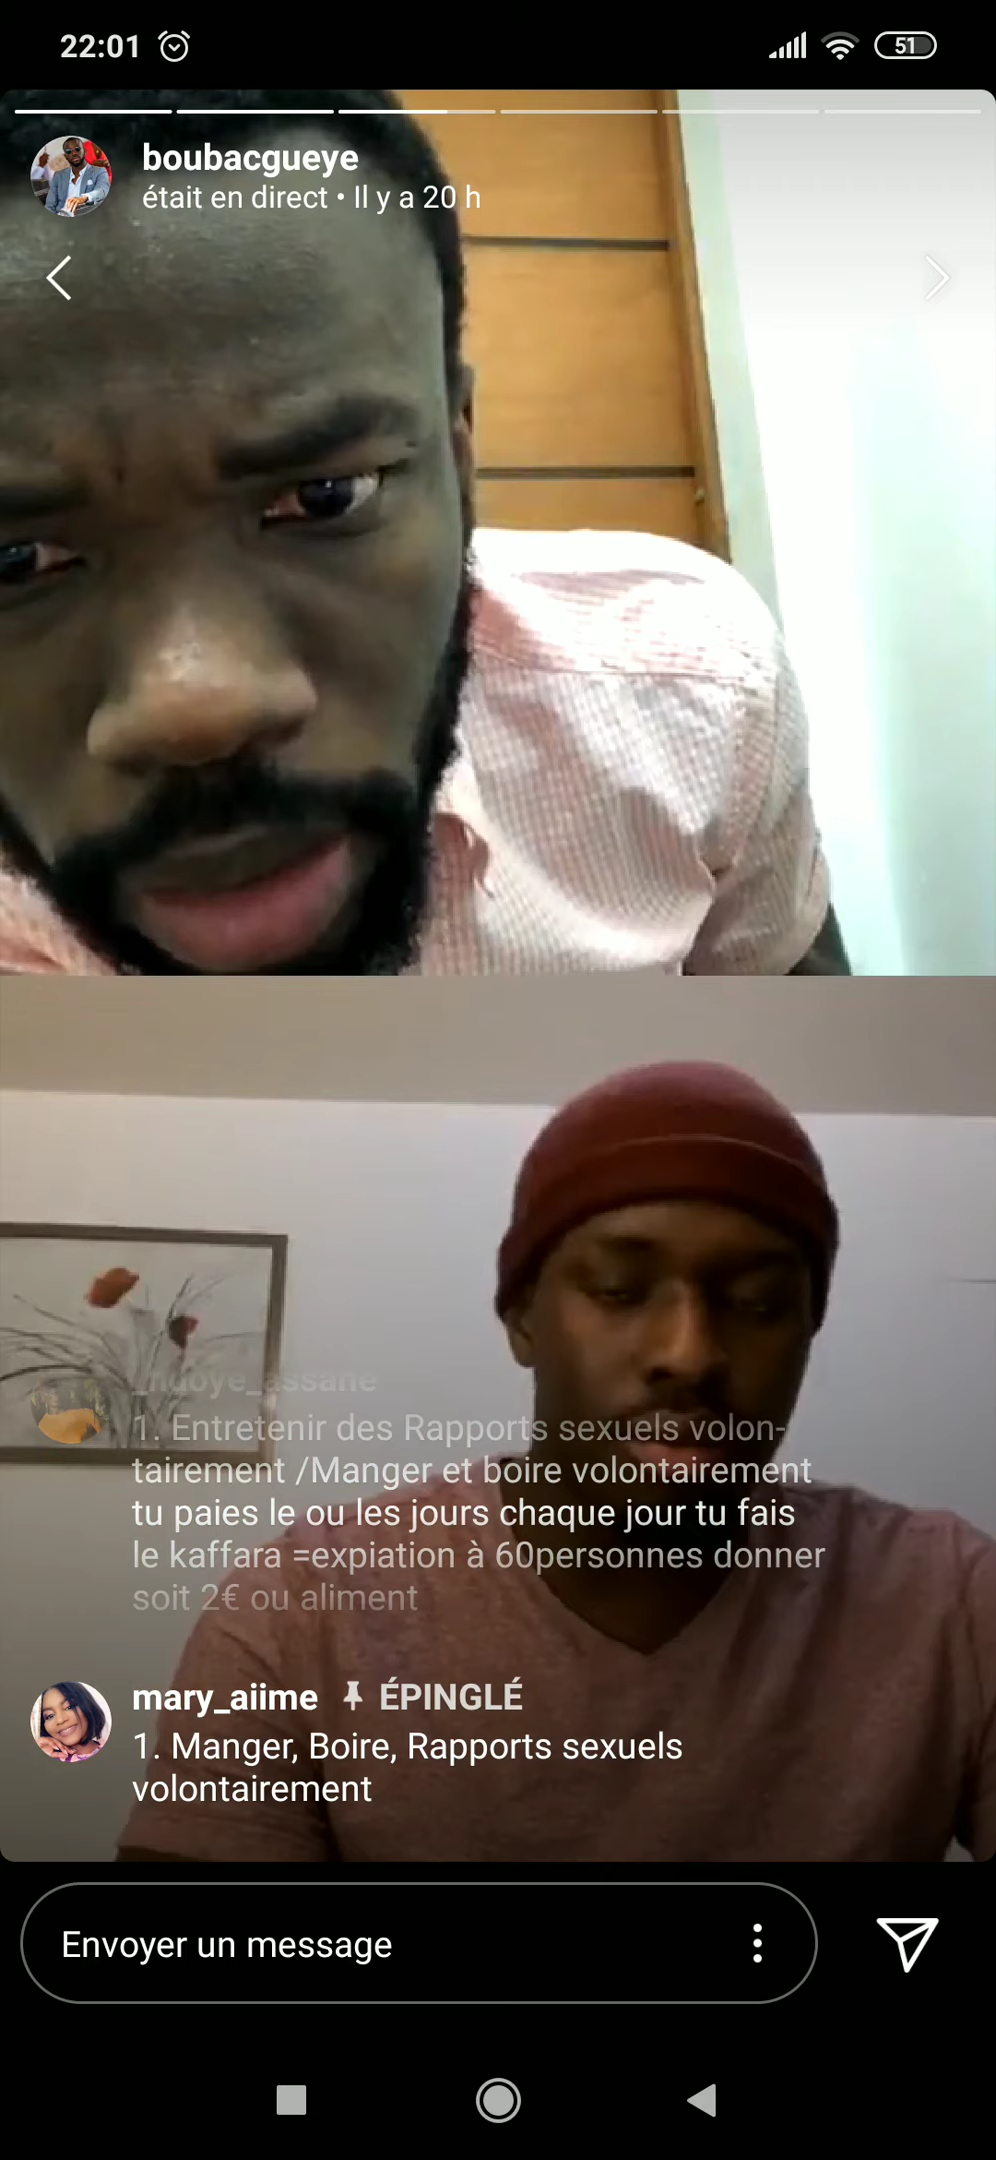 22:01
51
boubacgueye
était en direct • Il y a 20 h
_ndoye_assane
1. Entretenir des Rapports sexuels volon-
tairement /Manger et boire volontairement
tu paies le ou les jours chaque jour tu fais
le kaffara =expiation à 60personnes donner
soit 2€ ou aliment
mary_aiime ÉPINGLÉ
1. Manger, Boire, Rapports sexuels
volontairement
Envoyer un message